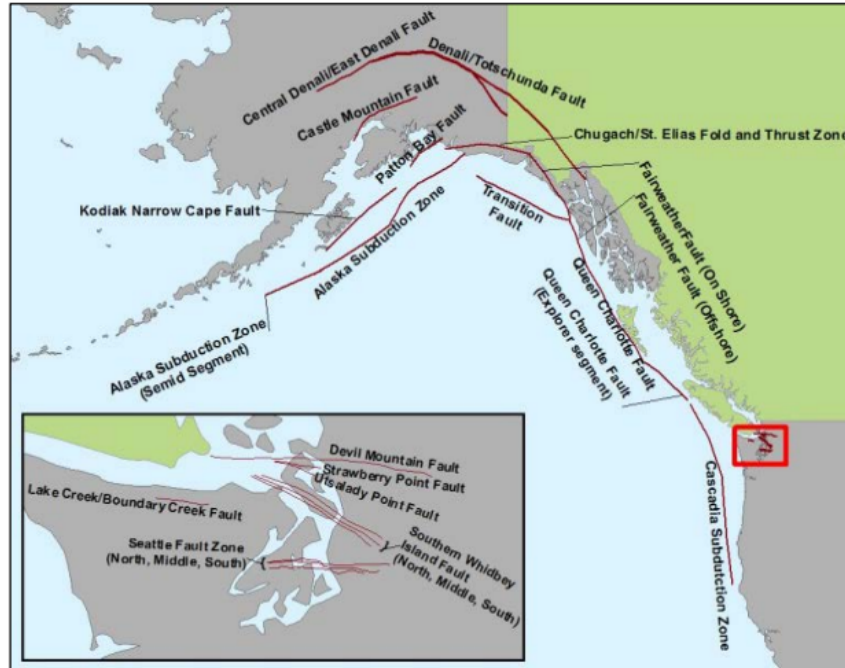 Central Denali/East Denali Fault
Denali/Totschunda Fault
Castle Mountain Fault
Patton Bay Fault
Chugach/St. Elias Fold and Thrust Zone
Kodiak Narrow Cape Fault
Alaska Subduction Zone
Transition
Fault
FairweatherFault (On Shore)
Fairweather Fault (Offshore)
Queen Charlotte Fault
Queen Charlotte Fault
(Explorer segment)
Alaska Subduction Zone
(Semid Segment)
Cascadia Subdutction Zone
Devil Mountain Fault
Strawberry Point Fault
Utsalady Point Fault
Lake Creek/Boundary Creek Fault
Seattle Fault Zone
(North, Middle, South)
Southern Whidbey
Island Fault
(North, Middle, South)